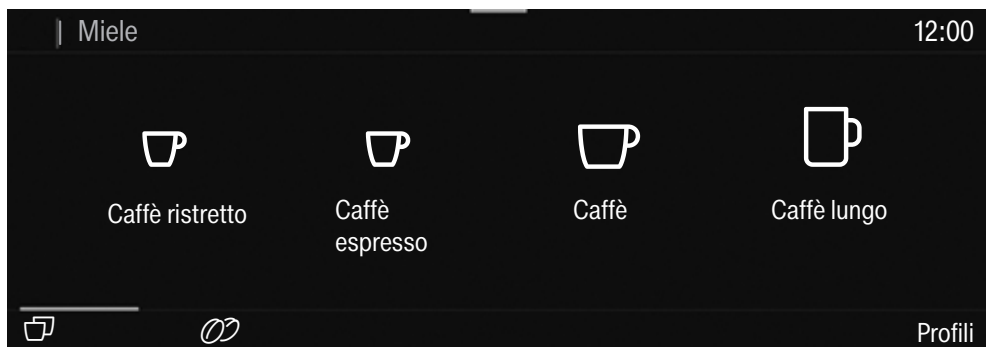 Miele
12:00
Caffè ristretto
Caffè
espresso
Caffè
Caffè lungo
Profili